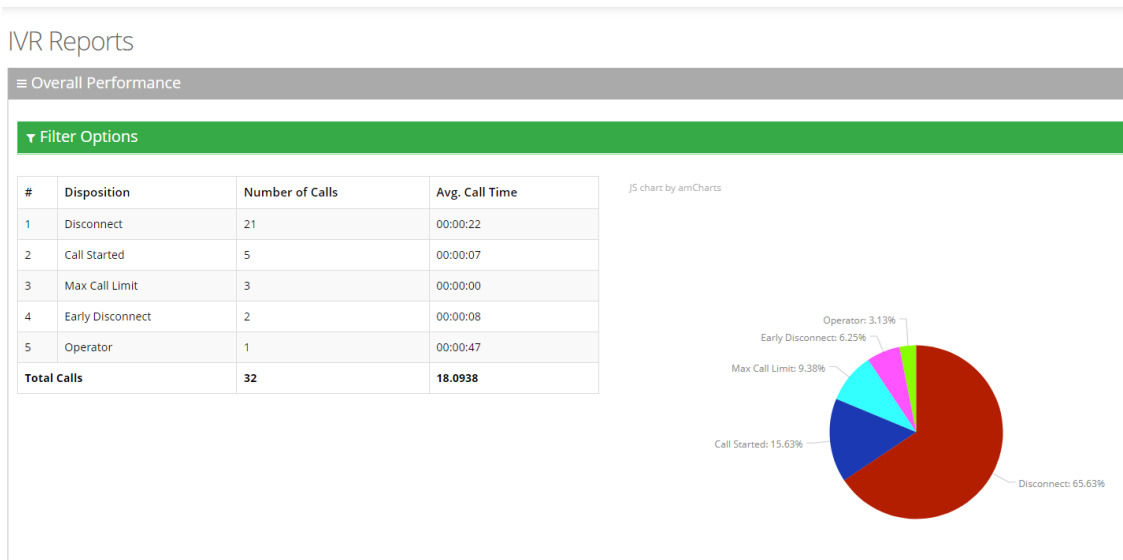 IVR Reports
≡ Overall Performance
Filter Options
# Disposition Number of Calls Avg. Call Time
1 Disconnect 21 00:00:22
2 Call Started 5 00:00:07
3 Max Call Limit 3 00:00:00
4 Early Disconnect 2 00:00:08
5 Operator 1 00:00:47
Total Calls 32 18.0938
JS chart by amCharts
Operator: 3.13%
Early Disconnect: 6.25%
Max Call Limit: 9.38%
Call Started: 15.63%
Disconnect: 65.63%